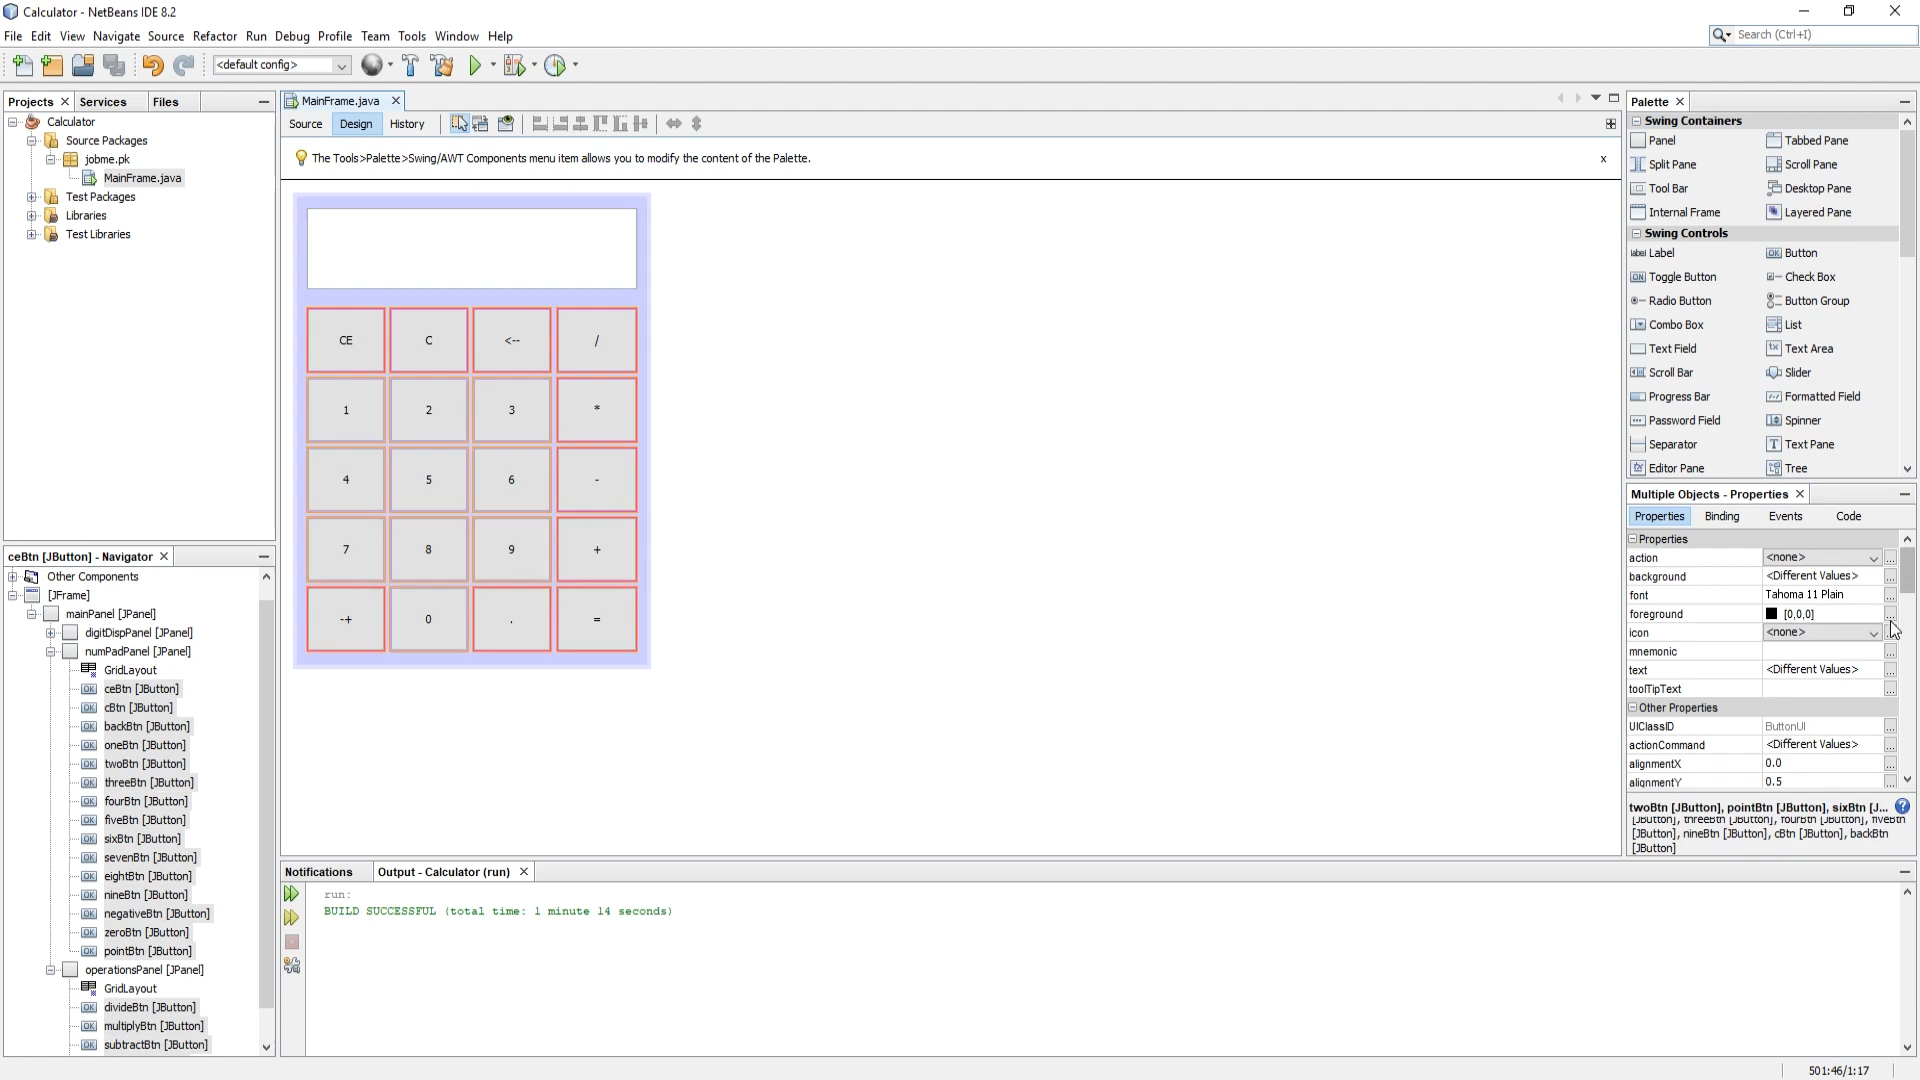 Calculator - NetBeans IDE 8.2
File Edit View Navigate Source Refactor Run Debug Profile Team Tools Window Help
Search (Ctrl+I)
<default config>
Projects Services Files
Calculator
Source Packages
jobme.pk
MainFrame.java
Test Packages
Libraries
Test Libraries
ceBtn [JButton] - Navigator
Other Components
[JFrame]
mainPanel [JPanel]
digitDispPanel [JPanel]
numPadPanel [JPanel]
GridLayout
ceBtn [JButton]
cBtn [JButton]
backBtn [JButton]
oneBtn [JButton]
twoBtn [JButton]
threeBtn [JButton]
fourBtn [JButton]
fiveBtn [JButton]
sixBtn [JButton]
sevenBtn [JButton]
eightBtn [JButton]
nineBtn [JButton]
negativeBtn [JButton]
zeroBtn [JButton]
pointBtn [JButton]
operationsPanel [JPanel]
GridLayout
divideBtn [JButton]
multiplyBtn [JButton]
subtractBtn [JButton]
MainFrame.java
Source Design History
The Tools>Palette>Swing/AWT Components menu item allows you to modify the content of the Palette. x
CE C <-- /
1 2 3 *
4 5 6 -
7 8 9 +
-+ 0 . =
Notifications Output - Calculator (run)
run:
BUILD SUCCESSFUL (total time: 1 minute 14 seconds)
Palette
Swing Containers
Panel Tabbed Pane
Split Pane Scroll Pane
Tool Bar Desktop Pane
Internal Frame Layered Pane
Swing Controls
label Label OK Button
ON Toggle Button Check Box
Radio Button Button Group
Combo Box List
Text Field Text Area
Scroll Bar Slider
Progress Bar Formatted Field
Password Field Spinner
Separator Text Pane
Editor Pane Tree
Multiple Objects - Properties
Properties Binding Events Code
Properties
action <none> ...
background <Different Values> ...
font Tahoma 11 Plain ...
foreground [0,0,0] ...
icon <none>
mnemonic ...
text <Different Values> ...
toolTipText ...
Other Properties
UIClassID ButtonUI ...
actionCommand <Different Values> ...
alignmentX 0.0 ...
alignmentY 0.5 ...
twoBtn [JButton], pointBtn [JButton], sixBtn [J...
[JButton], threeBtn [JButton], fourBtn [JButton], fiveBtn
[JButton], nineBtn [JButton], cBtn [JButton], backBtn
[JButton]
501:46/1:17